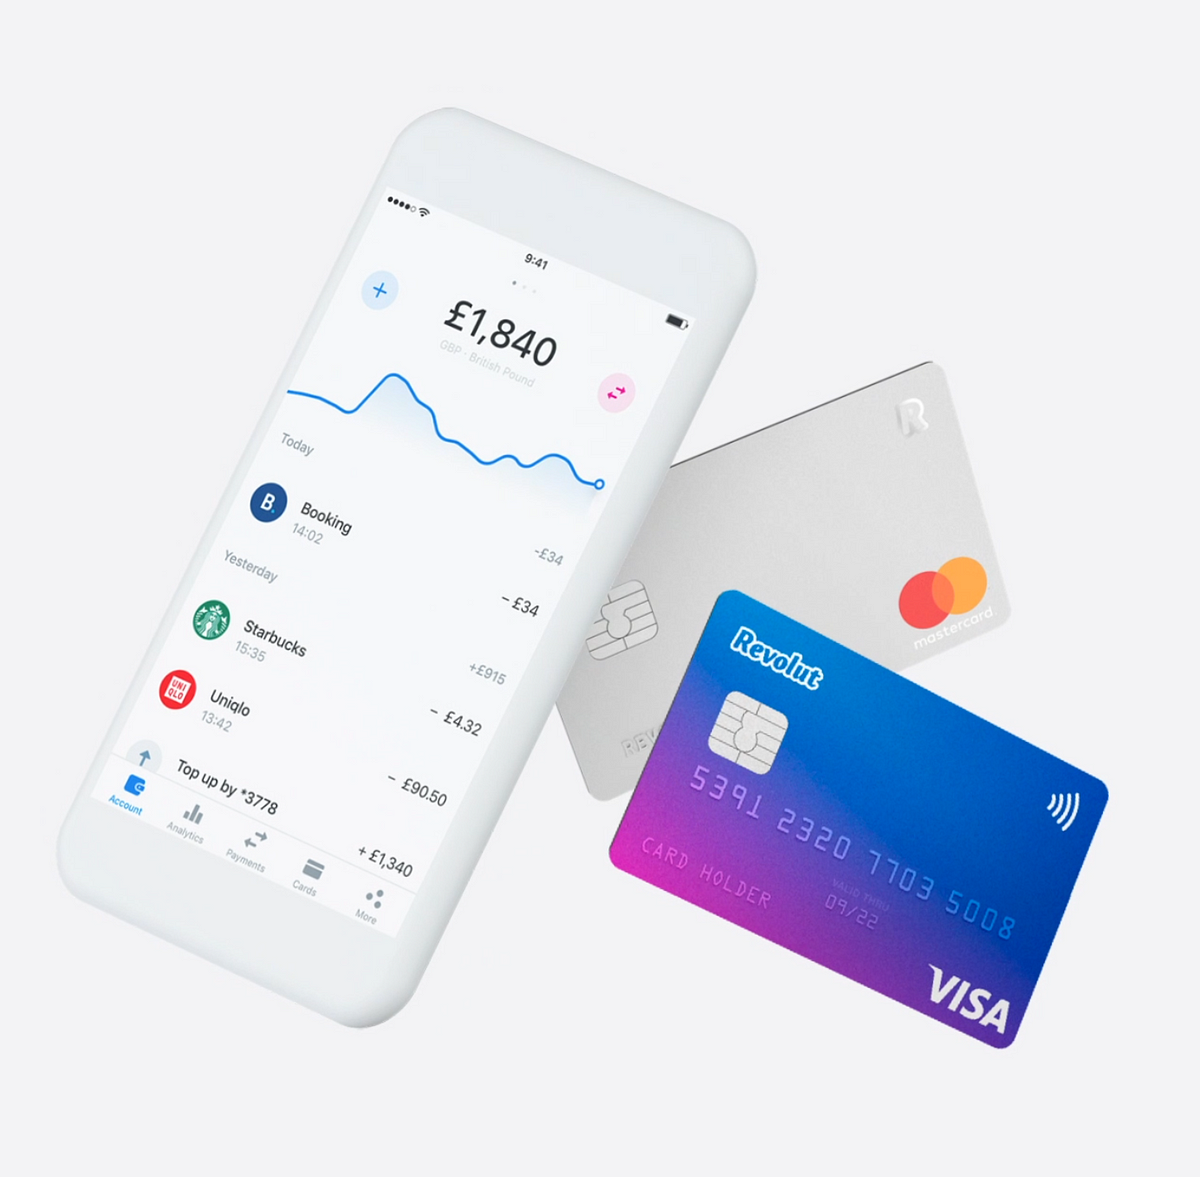 9:41
£1,840
GBP · British Pound
Today
B.
Booking
14:02
-£34
– £34
Yesterday
Starbucks
15:35
+£915
– £4.32
UNI
QLO
Uniqlo
13:42
– £90.50
Top up by *3778
+ £1,340
Account
Analytics
Payments
Cards
More
R
mastercard
Revolut
5391 2320 7703 5008
VALID THRU
CARD HOLDER
09/22
VISA